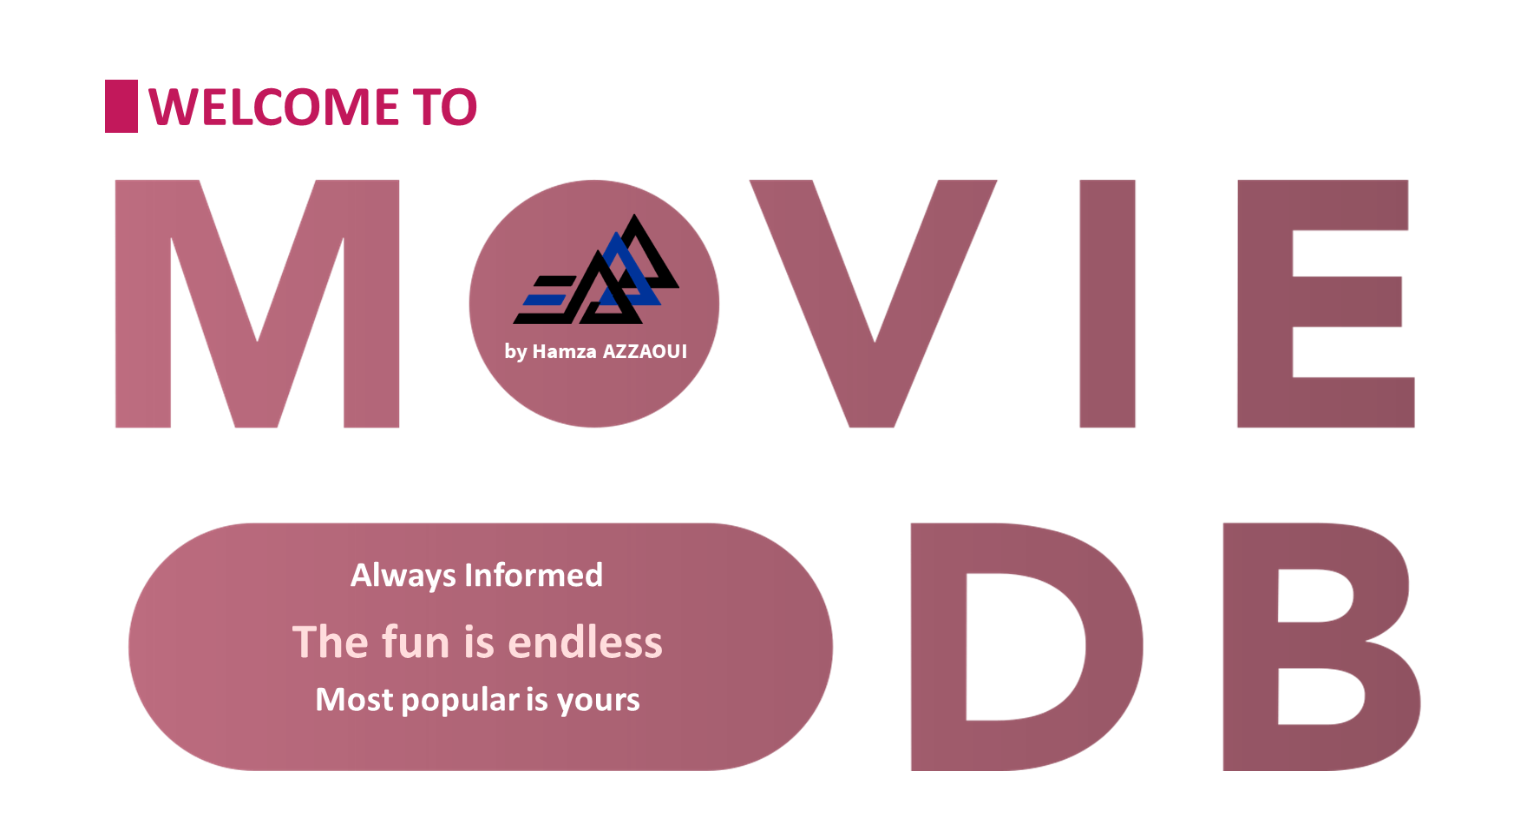 WELCOME TO
MOVIE
by Hamza AZZAOUI
Always Informed
The fun is endless
Most popular is yours
DB